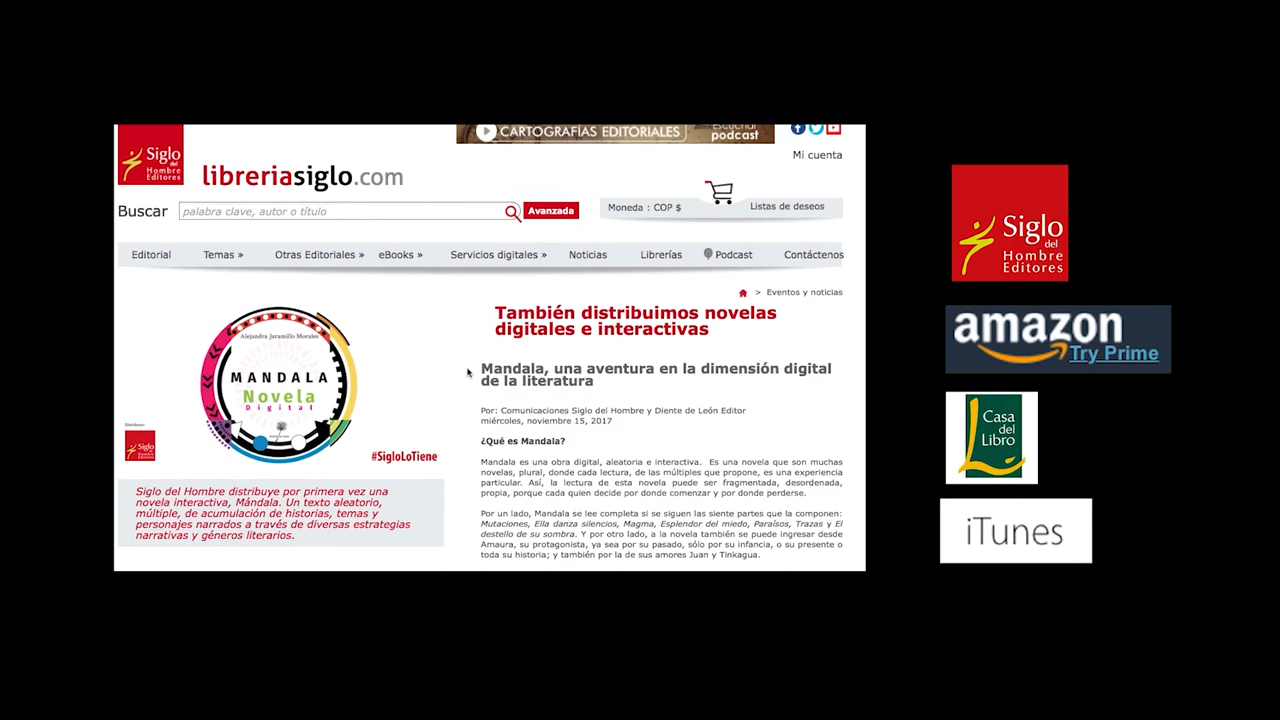 CARTOGRAFÍAS EDITORIALES
Escuchar
podcast
Siglo
del
Hombre
Editores
libreriasiglo.com
Mi cuenta
Buscar
palabra clave, autor o título
Avanzada
Moneda : COP $
Listas de deseos
Editorial
Temas »
Otras Editoriales »
eBooks »
Servicios digitales »
Noticias
Librerías
Podcast
Contáctenos
> Eventos y noticias
Alejandra Jaramillo Morales
MANDALA
Novela
Digital
Distribuye:
Siglo
del
Hombre
Editores
#SigloLoTiene
Siglo del Hombre distribuye por primera vez una
novela interactiva, Mándala. Un texto aleatorio,
múltiple, de acumulación de historias, temas y
personajes narrados a través de diversas estrategias
narrativas y géneros literarios.
También distribuimos novelas
digitales e interactivas
Mandala, una aventura en la dimensión digital
de la literatura
Por: Comunicaciones Siglo del Hombre y Diente de León Editor
miércoles, noviembre 15, 2017
¿Qué es Mandala?
Mandala es una obra digital, aleatoria e interactiva. Es una novela que son muchas
novelas, plural, donde cada lectura, de las múltiples que propone, es una experiencia
particular. Así, la lectura de esta novela puede ser fragmentada, desordenada,
propia, porque cada quien decide por donde comenzar y por donde perderse.
Por un lado, Mandala se lee completa si se siguen las siente partes que la componen:
Mutaciones, Ella danza silencios, Magma, Esplendor del miedo, Paraísos, Trazas y El
destello de su sombra. Y por otro lado, a la novela también se puede ingresar desde
Amaura, su protagonista, ya sea por su pasado, sólo por su infancia, o su presente o
toda su historia; y también por la de sus amores Juan y Tinkagua.
Siglo
del
Hombre
Editores
amazon
Try Prime
Casa
del
Libro
iTunes